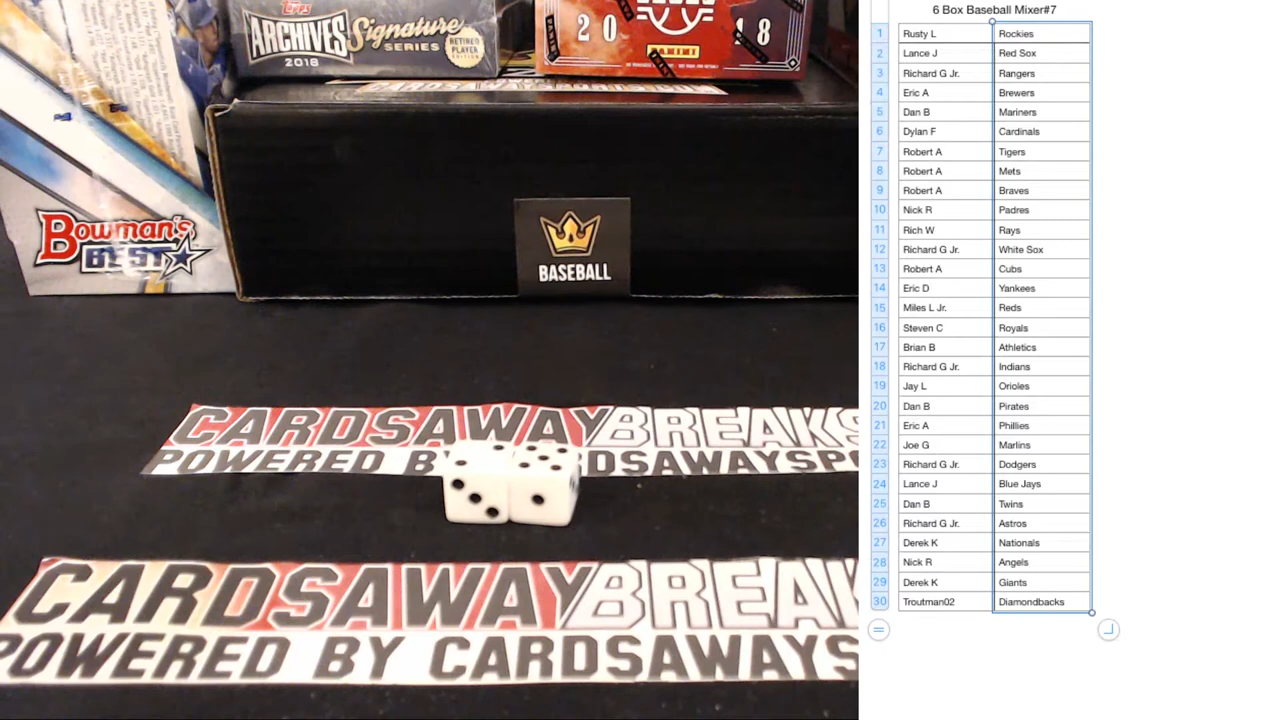 Topps
ARCHIVES Signature
SERIES
2018
RETIRED
PLAYER
EDITION
20 18
PANINI
Bowman's
BEST
BASEBALL
CARDSAWAYBREAKS
POWERED BY CARDSAWAYSPO
CARDSAWAYBREAK
POWERED BY CARDSAWAYS
6 Box Baseball Mixer#7
1 Rusty L Rockies
2 Lance J Red Sox
3 Richard G Jr. Rangers
4 Eric A Brewers
5 Dan B Mariners
6 Dylan F Cardinals
7 Robert A Tigers
8 Robert A Mets
9 Robert A Braves
10 Nick R Padres
11 Rich W Rays
12 Richard G Jr. White Sox
13 Robert A Cubs
14 Eric D Yankees
15 Miles L Jr. Reds
16 Steven C Royals
17 Brian B Athletics
18 Richard G Jr. Indians
19 Jay L Orioles
20 Dan B Pirates
21 Eric A Phillies
22 Joe G Marlins
23 Richard G Jr. Dodgers
24 Lance J Blue Jays
25 Dan B Twins
26 Richard G Jr. Astros
27 Derek K Nationals
28 Nick R Angels
29 Derek K Giants
30 Troutman02 Diamondbacks